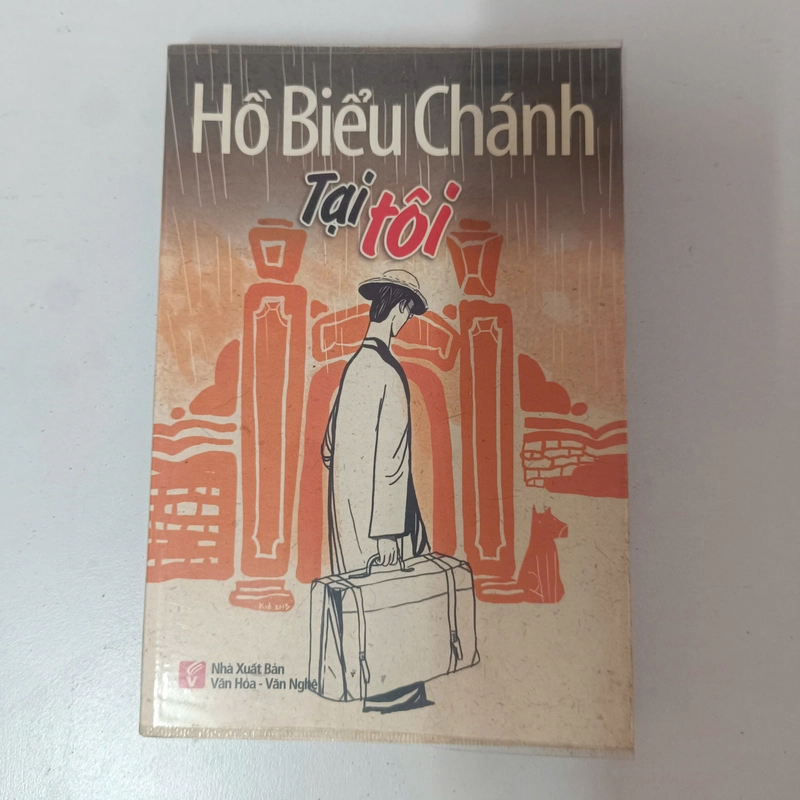 Hồ Biểu Chánh
Tại tôi
Nhà Xuất Bản
Văn Hóa - Văn Nghệ